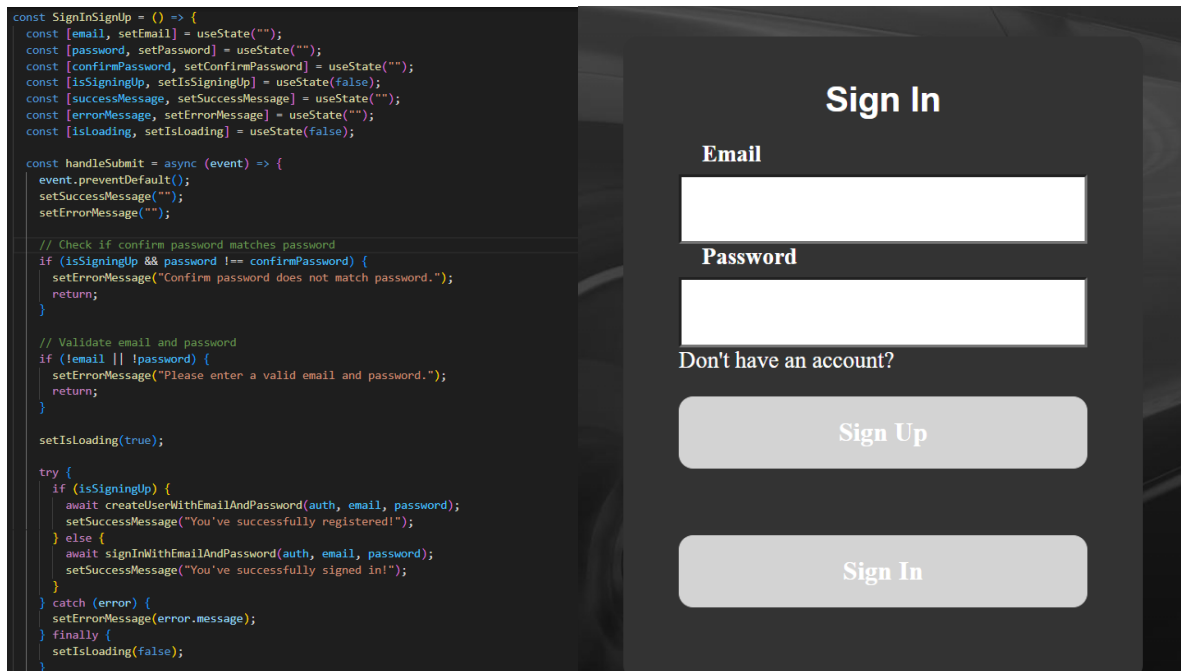 const SignInSignUp = () => {
const [email, setEmail] = useState("");
const [password, setPassword] = useState("");
const [confirmPassword, setConfirmPassword] = useState("");
const [isSigningUp, setIsSigningUp] = useState(false);
const [successMessage, setSuccessMessage] = useState("");
const [errorMessage, setErrorMessage] = useState("");
const [isLoading, setIsLoading] = useState(false);
const handleSubmit = async (event) => {
event.preventDefault();
setSuccessMessage("");
setErrorMessage("");
// Check if confirm password matches password
if (isSigningUp && password !== confirmPassword) {
setErrorMessage("Confirm password does not match password.");
return;
}
// Validate email and password
if (!email || !password) {
setErrorMessage("Please enter a valid email and password.");
return;
}
setIsLoading(true);
try {
if (isSigningUp) {
await createUserWithEmailAndPassword(auth, email, password);
setSuccessMessage("You've successfully registered!");
} else {
await signInWithEmailAndPassword(auth, email, password);
setSuccessMessage("You've successfully signed in!");
}
} catch (error) {
setErrorMessage(error.message);
} finally {
setIsLoading(false);
}
Sign In
Email
Password
Don't have an account?
Sign Up
Sign In